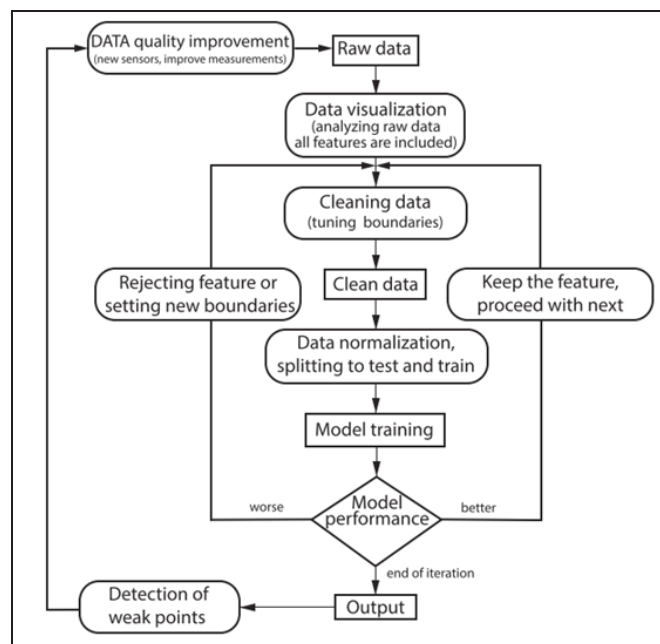 DATA quality improvement
(new sensors, improve measurements)
Raw data
Data visualization
(analyzing raw data
all features are included)
Cleaning data
(tuning boundaries)
Rejecting feature or
setting new boundaries
Clean data
Keep the feature,
proceed with next
Data normalization,
splitting to test and train
Model training
worse
Model
performance
better
end of iteration
Detection of
weak points
Output